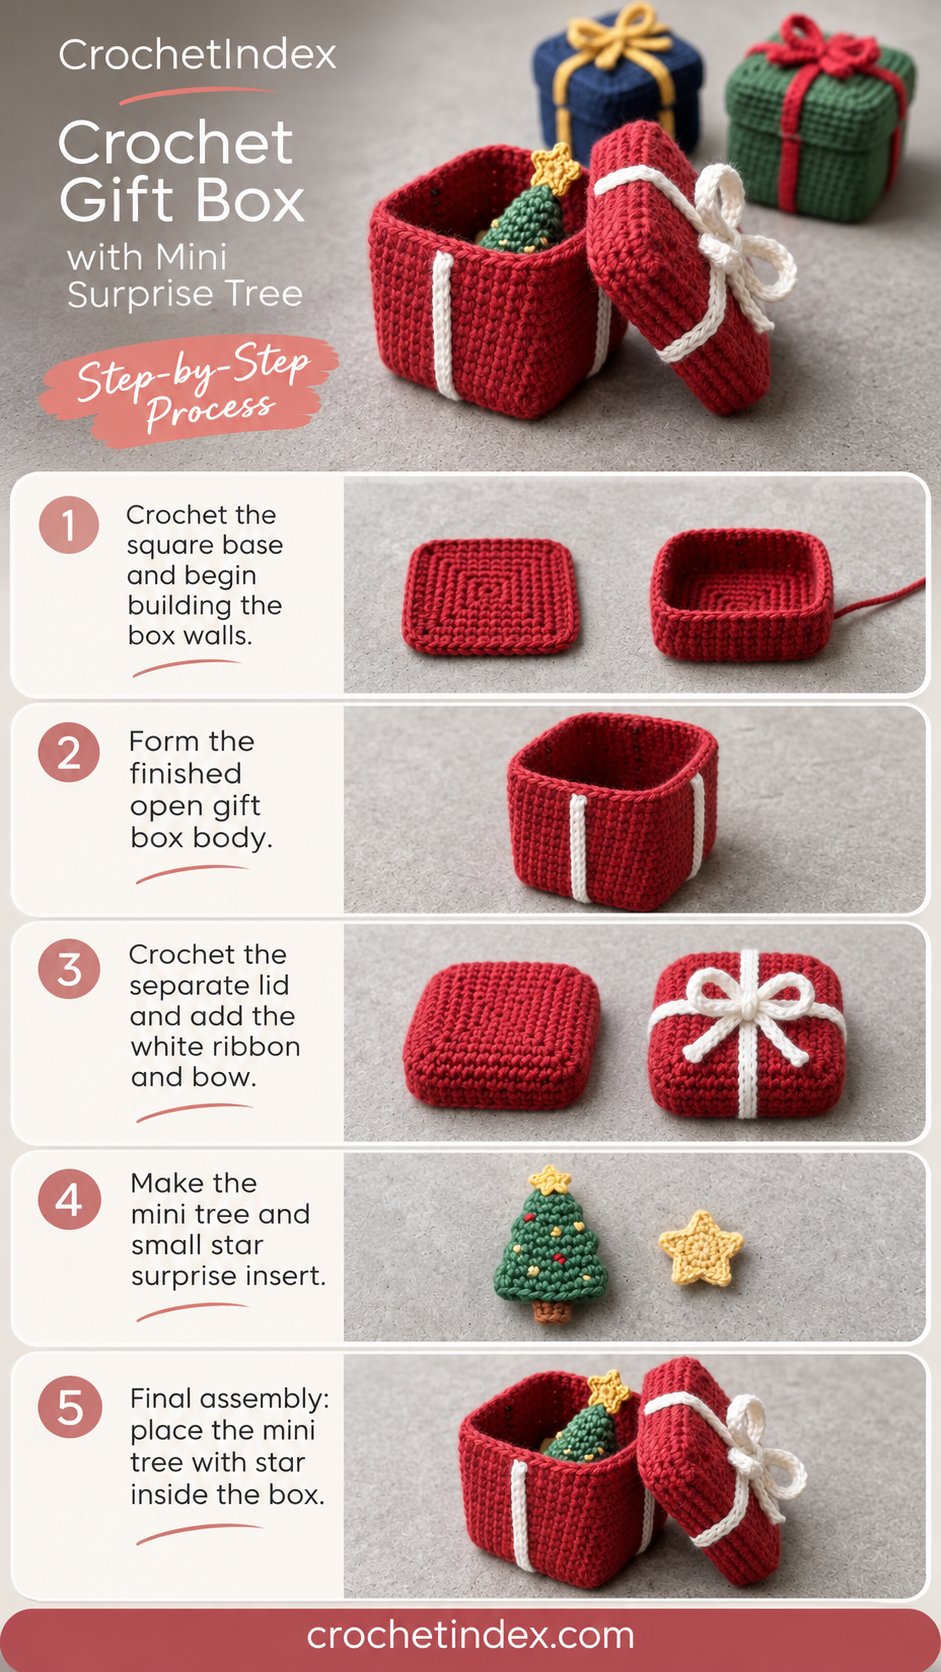 CrochetIndex
Crochet
Gift Box
with Mini
Surprise Tree
Step-by-Step
Process
1
Crochet the
square base
and begin
building the
box walls.
2
Form the
finished
open gift
box body.
3
Crochet the
separate lid
and add the
white ribbon
and bow.
4
Make the
mini tree and
small star
surprise insert.
5
Final assembly:
place the mini
tree with star
inside the box.
crochetindex.com